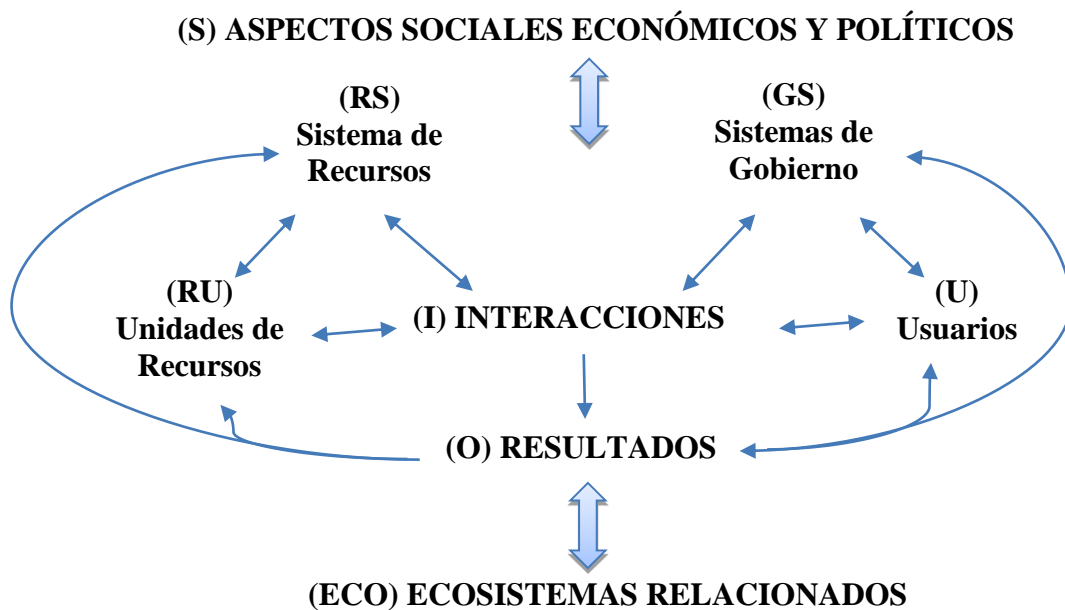 (S) ASPECTOS SOCIALES ECONÓMICOS Y POLÍTICOS
(RS)
Sistema de
Recursos
(GS)
Sistemas de
Gobierno
(RU)
Unidades de
Recursos
(I) INTERACCIONES
(U)
Usuarios
(O) RESULTADOS
(ECO) ECOSISTEMAS RELACIONADOS